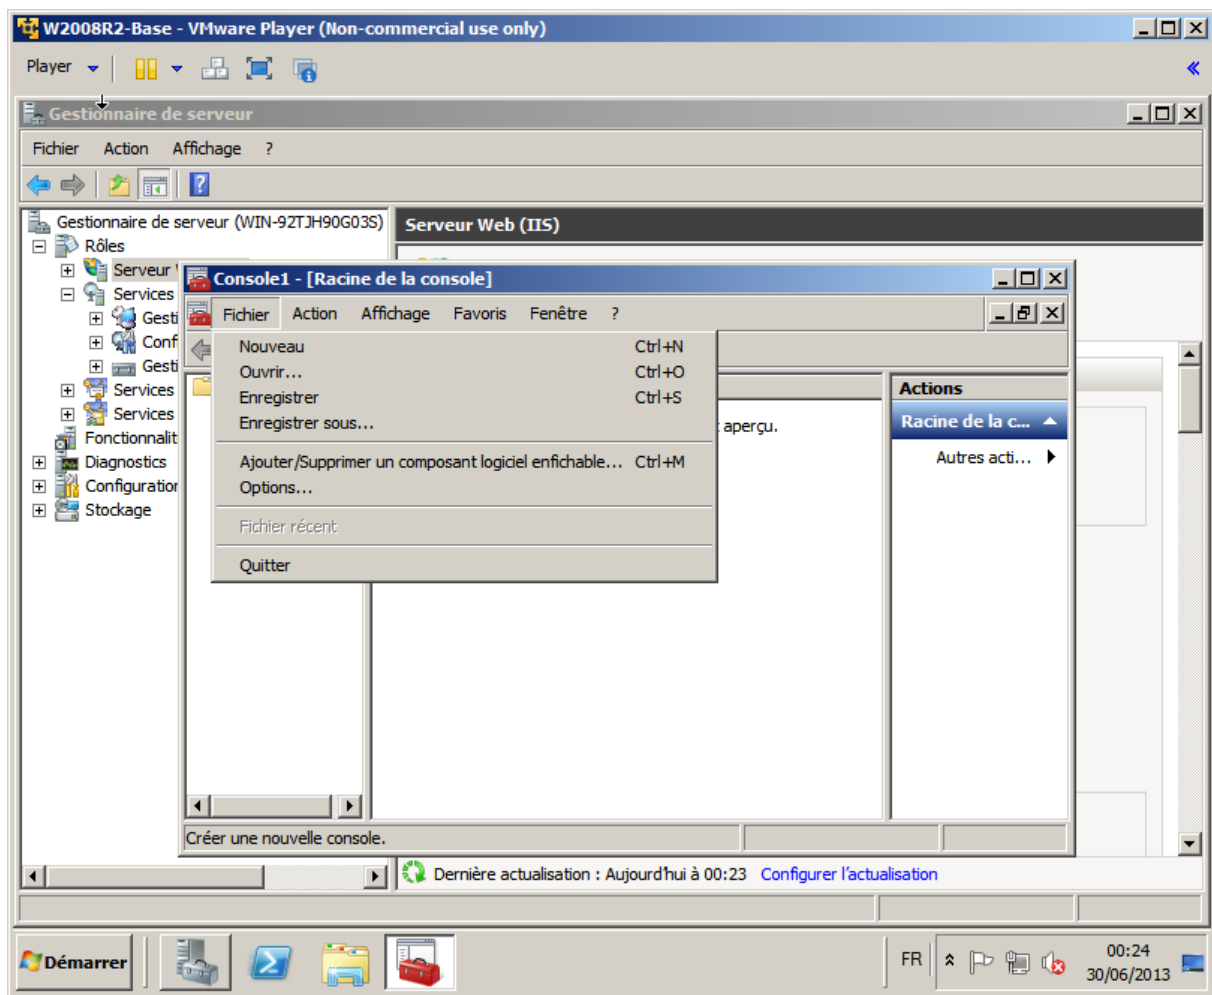 W2008R2-Base - VMware Player (Non-commercial use only)
Player
Gestionnaire de serveur
Fichier Action Affichage ?
Gestionnaire de serveur (WIN-92TJH90G03S)
Serveur Web (IIS)
Rôles
Serveur
Services
Gesti
Conf
Gesti
Services
Services
Fonctionnalit
Diagnostics
Configuration
Stockage
Console1 - [Racine de la console]
Fichier Action Affichage Favoris Fenêtre ?
Nouveau Ctrl+N
Ouvrir... Ctrl+O
Enregistrer Ctrl+S
Enregistrer sous...
Ajouter/Supprimer un composant logiciel enfichable... Ctrl+M
Options...
Fichier récent
Quitter
aperçu.
Actions
Racine de la c...
Autres acti...
Créer une nouvelle console.
Dernière actualisation : Aujourd'hui à 00:23 Configurer l'actualisation
Démarrer
FR
00:24
30/06/2013